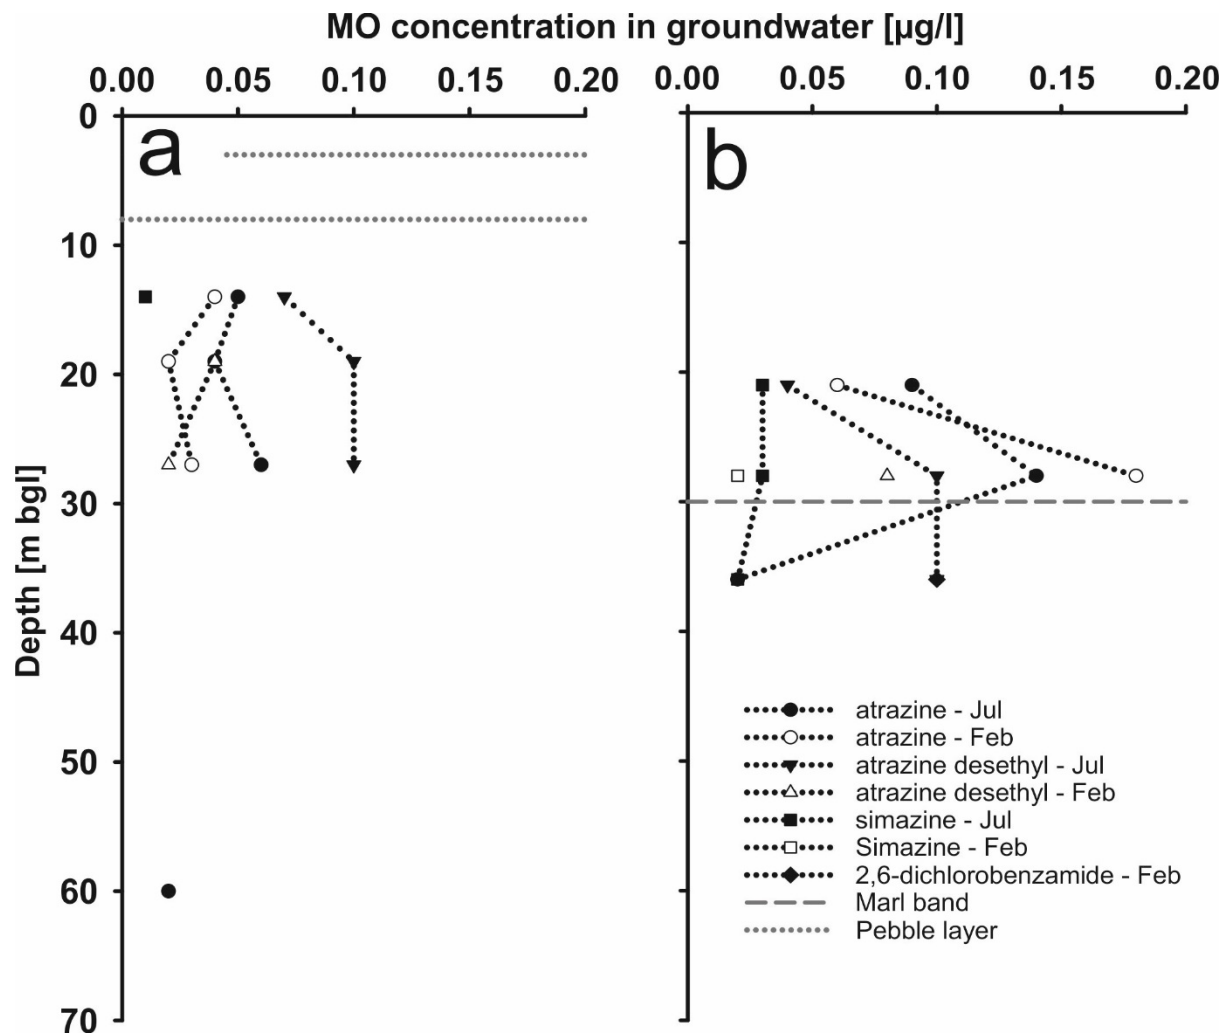 MO concentration in groundwater [µg/l]
0.00 0.05 0.10 0.15 0.20
0.00 0.05 0.10 0.15 0.20
a
b
0
10
20
30
40
50
60
70
Depth [m bgl]
atrazine - Jul
atrazine - Feb
atrazine desethyl - Jul
atrazine desethyl - Feb
simazine - Jul
Simazine - Feb
2,6-dichlorobenzamide - Feb
Marl band
Pebble layer